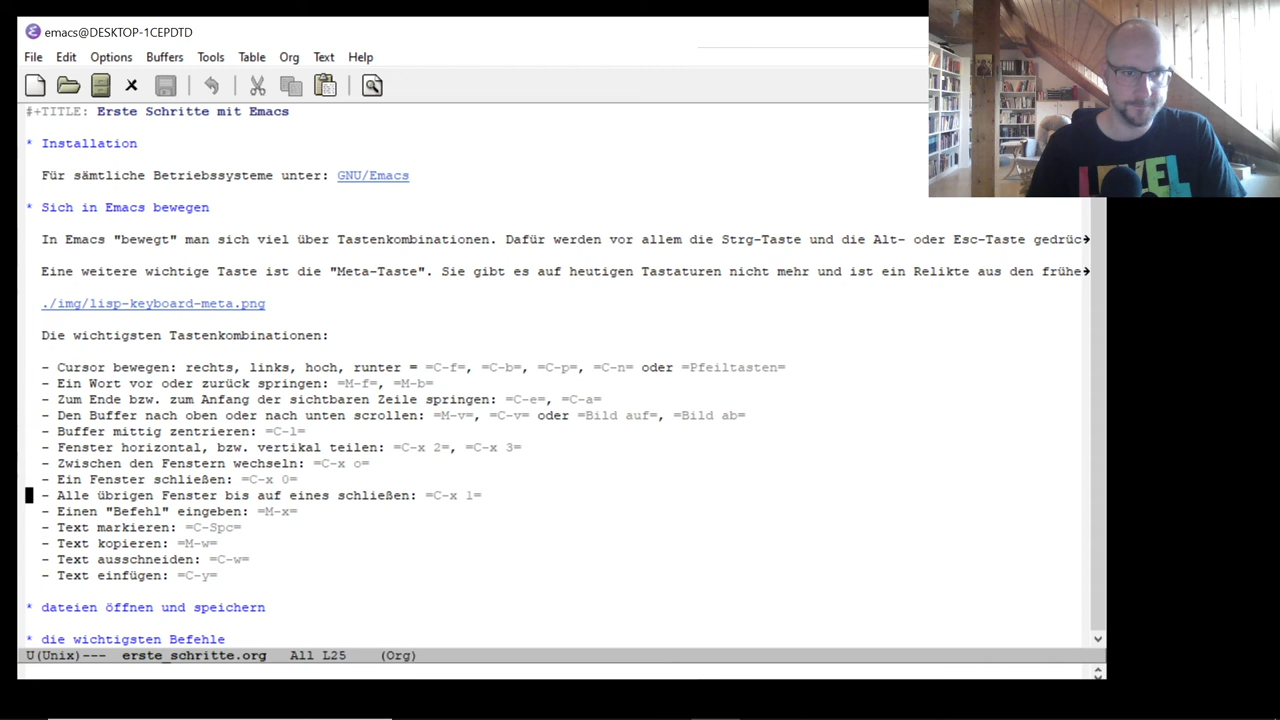 emacs@DESKTOP-1CEPDTD
File Edit Options Buffers Tools Table Org Text Help
#+TITLE: Erste Schritte mit Emacs
* Installation
Für sämtliche Betriebssysteme unter: GNU/Emacs
* Sich in Emacs bewegen
In Emacs "bewegt" man sich viel über Tastenkombinationen. Dafür werden vor allem die Strg-Taste und die Alt- oder Esc-Taste gedrüc
Eine weitere wichtige Taste ist die "Meta-Taste". Sie gibt es auf heutigen Tastaturen nicht mehr und ist ein Relikte aus den frühe
./img/lisp-keyboard-meta.png
Die wichtigsten Tastenkombinationen:
- Cursor bewegen: rechts, links, hoch, runter = =C-f=, =C-b=, =C-p=, =C-n= oder =Pfeiltasten=
- Ein Wort vor oder zurück springen: =M-f=, =M-b=
- Zum Ende bzw. zum Anfang der sichtbaren Zeile springen: =C-e=, =C-a=
- Den Buffer nach oben oder nach unten scrollen: =M-v=, =C-v= oder =Bild auf=, =Bild ab=
- Buffer mittig zentrieren: =C-l=
- Fenster horizontal, bzw. vertikal teilen: =C-x 2=, =C-x 3=
- Zwischen den Fenstern wechseln: =C-x o=
- Ein Fenster schließen: =C-x 0=
- Alle übrigen Fenster bis auf eines schließen: =C-x 1=
- Einen "Befehl" eingeben: =M-x=
- Text markieren: =C-Spc=
- Text kopieren: =M-w=
- Text ausschneiden: =C-w=
- Text einfügen: =C-y=
* dateien öffnen und speichern
* die wichtigsten Befehle
U(Unix)--- erste_schritte.org All L25 (Org)